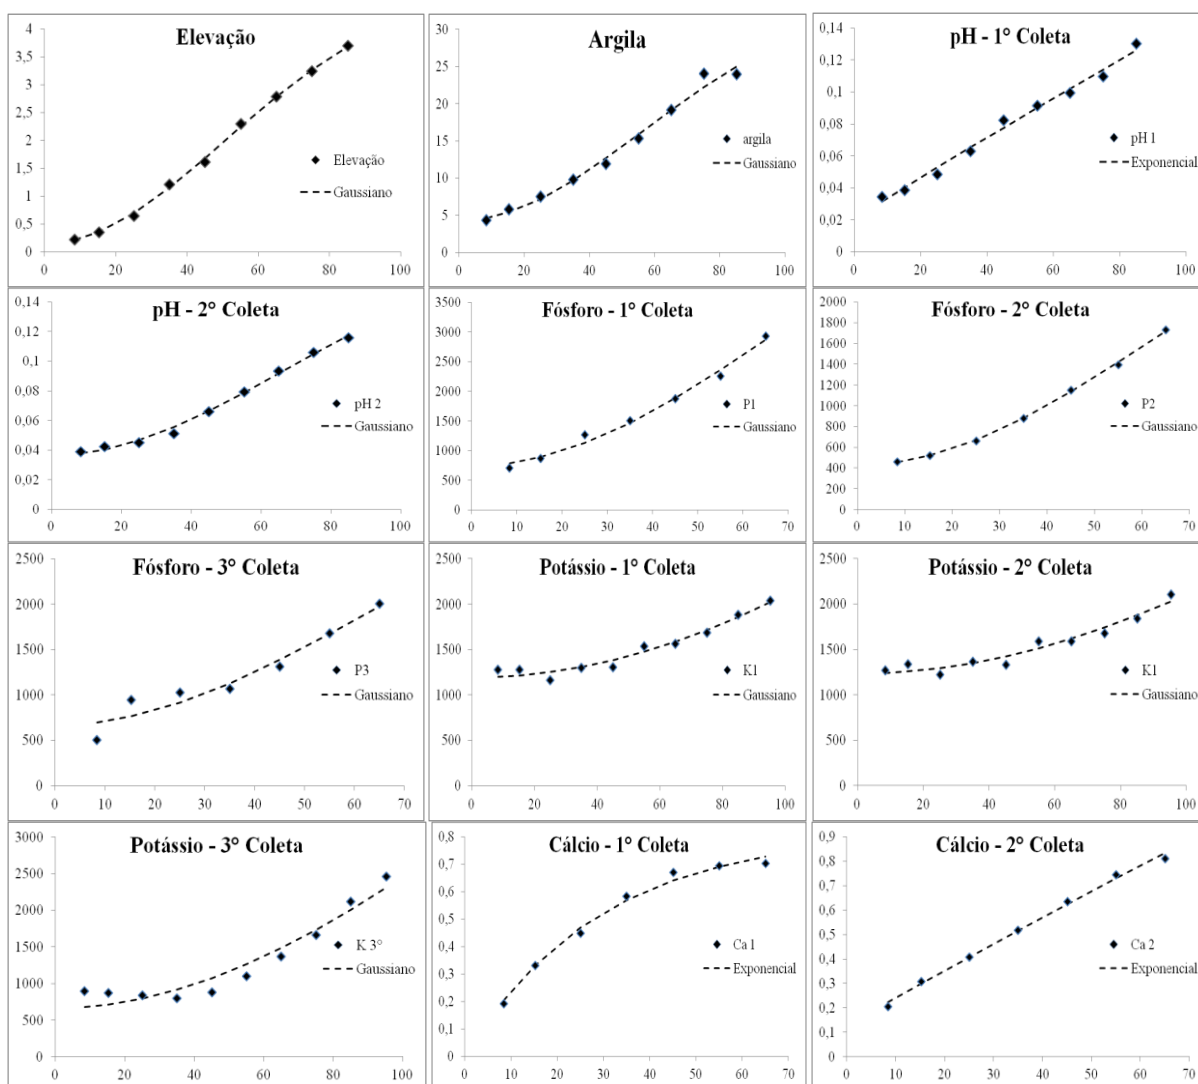 Elevação
4
3,5
3
2,5
2
1,5
1
0,5
0
0 20 40 60 80 100
Elevação
Gaussiano
Argila
30
25
20
15
10
5
0
0 20 40 60 80 100
argila
Gaussiano
pH - 1° Coleta
0,14
0,12
0,1
0,08
0,06
0,04
0,02
0
0 20 40 60 80 100
pH 1
Exponencial
pH - 2° Coleta
0,14
0,12
0,1
0,08
0,06
0,04
0,02
0
0 20 40 60 80 100
pH 2
Gaussiano
Fósforo - 1° Coleta
3500
3000
2500
2000
1500
1000
500
0
0 10 20 30 40 50 60 70
P1
Gaussiano
Fósforo - 2° Coleta
2000
1800
1600
1400
1200
1000
800
600
400
200
0
0 10 20 30 40 50 60 70
P2
Gaussiano
Fósforo - 3° Coleta
2500
2000
1500
1000
500
0
0 10 20 30 40 50 60 70
P3
Gaussiano
Potássio - 1° Coleta
2500
2000
1500
1000
500
0
0 20 40 60 80 100
K1
Gaussiano
Potássio - 2° Coleta
2500
2000
1500
1000
500
0
0 20 40 60 80 100
K1
Gaussiano
Potássio - 3° Coleta
3000
2500
2000
1500
1000
500
0
0 20 40 60 80 100
K 3°
Gaussiano
Cálcio - 1° Coleta
0,8
0,7
0,6
0,5
0,4
0,3
0,2
0,1
0
0 10 20 30 40 50 60 70
Ca 1
Exponencial
Cálcio - 2° Coleta
0,9
0,8
0,7
0,6
0,5
0,4
0,3
0,2
0,1
0
0 10 20 30 40 50 60 70
Ca 2
Exponencial